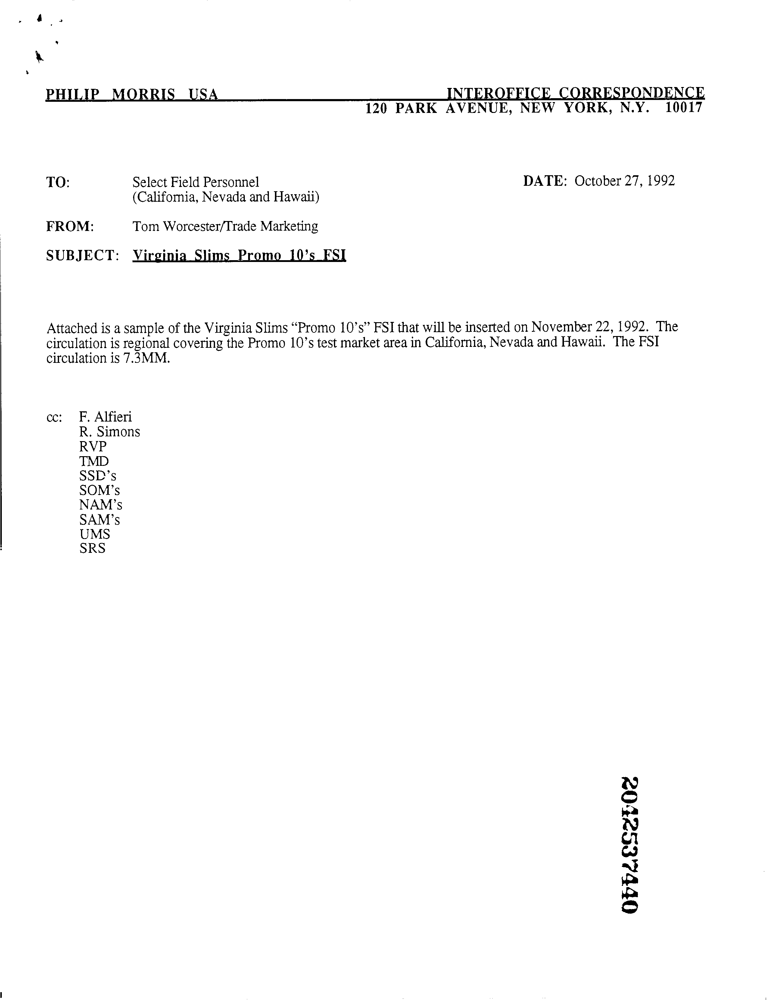 PHILIP MORRIS USA INTEROFFICE CORRESPONDENCE
120 PARK AVENUE, NEW YORK, N.Y. 10017
TO: Select Field Personnel DATE: October 27, 1992
(California, Nevada and Hawaii)
FROM: Tom Worcester/Trade Marketing
SUBJECT: Virginia Slims Promo 10's FSI
Attached is a sample of the Virginia Slims “Promo 10's” FSI that will be inserted on November 22, 1992. The
circulation is regional covering the Promo 10's test market area in California, Nevada and Hawaii. The FSI
circulation is 7.3MM.
cc: F. Alfieri
R. Simons
RVP
TMD
SSD's
SOM's
NAM's
SAM's
UMS
SRS
2042537440